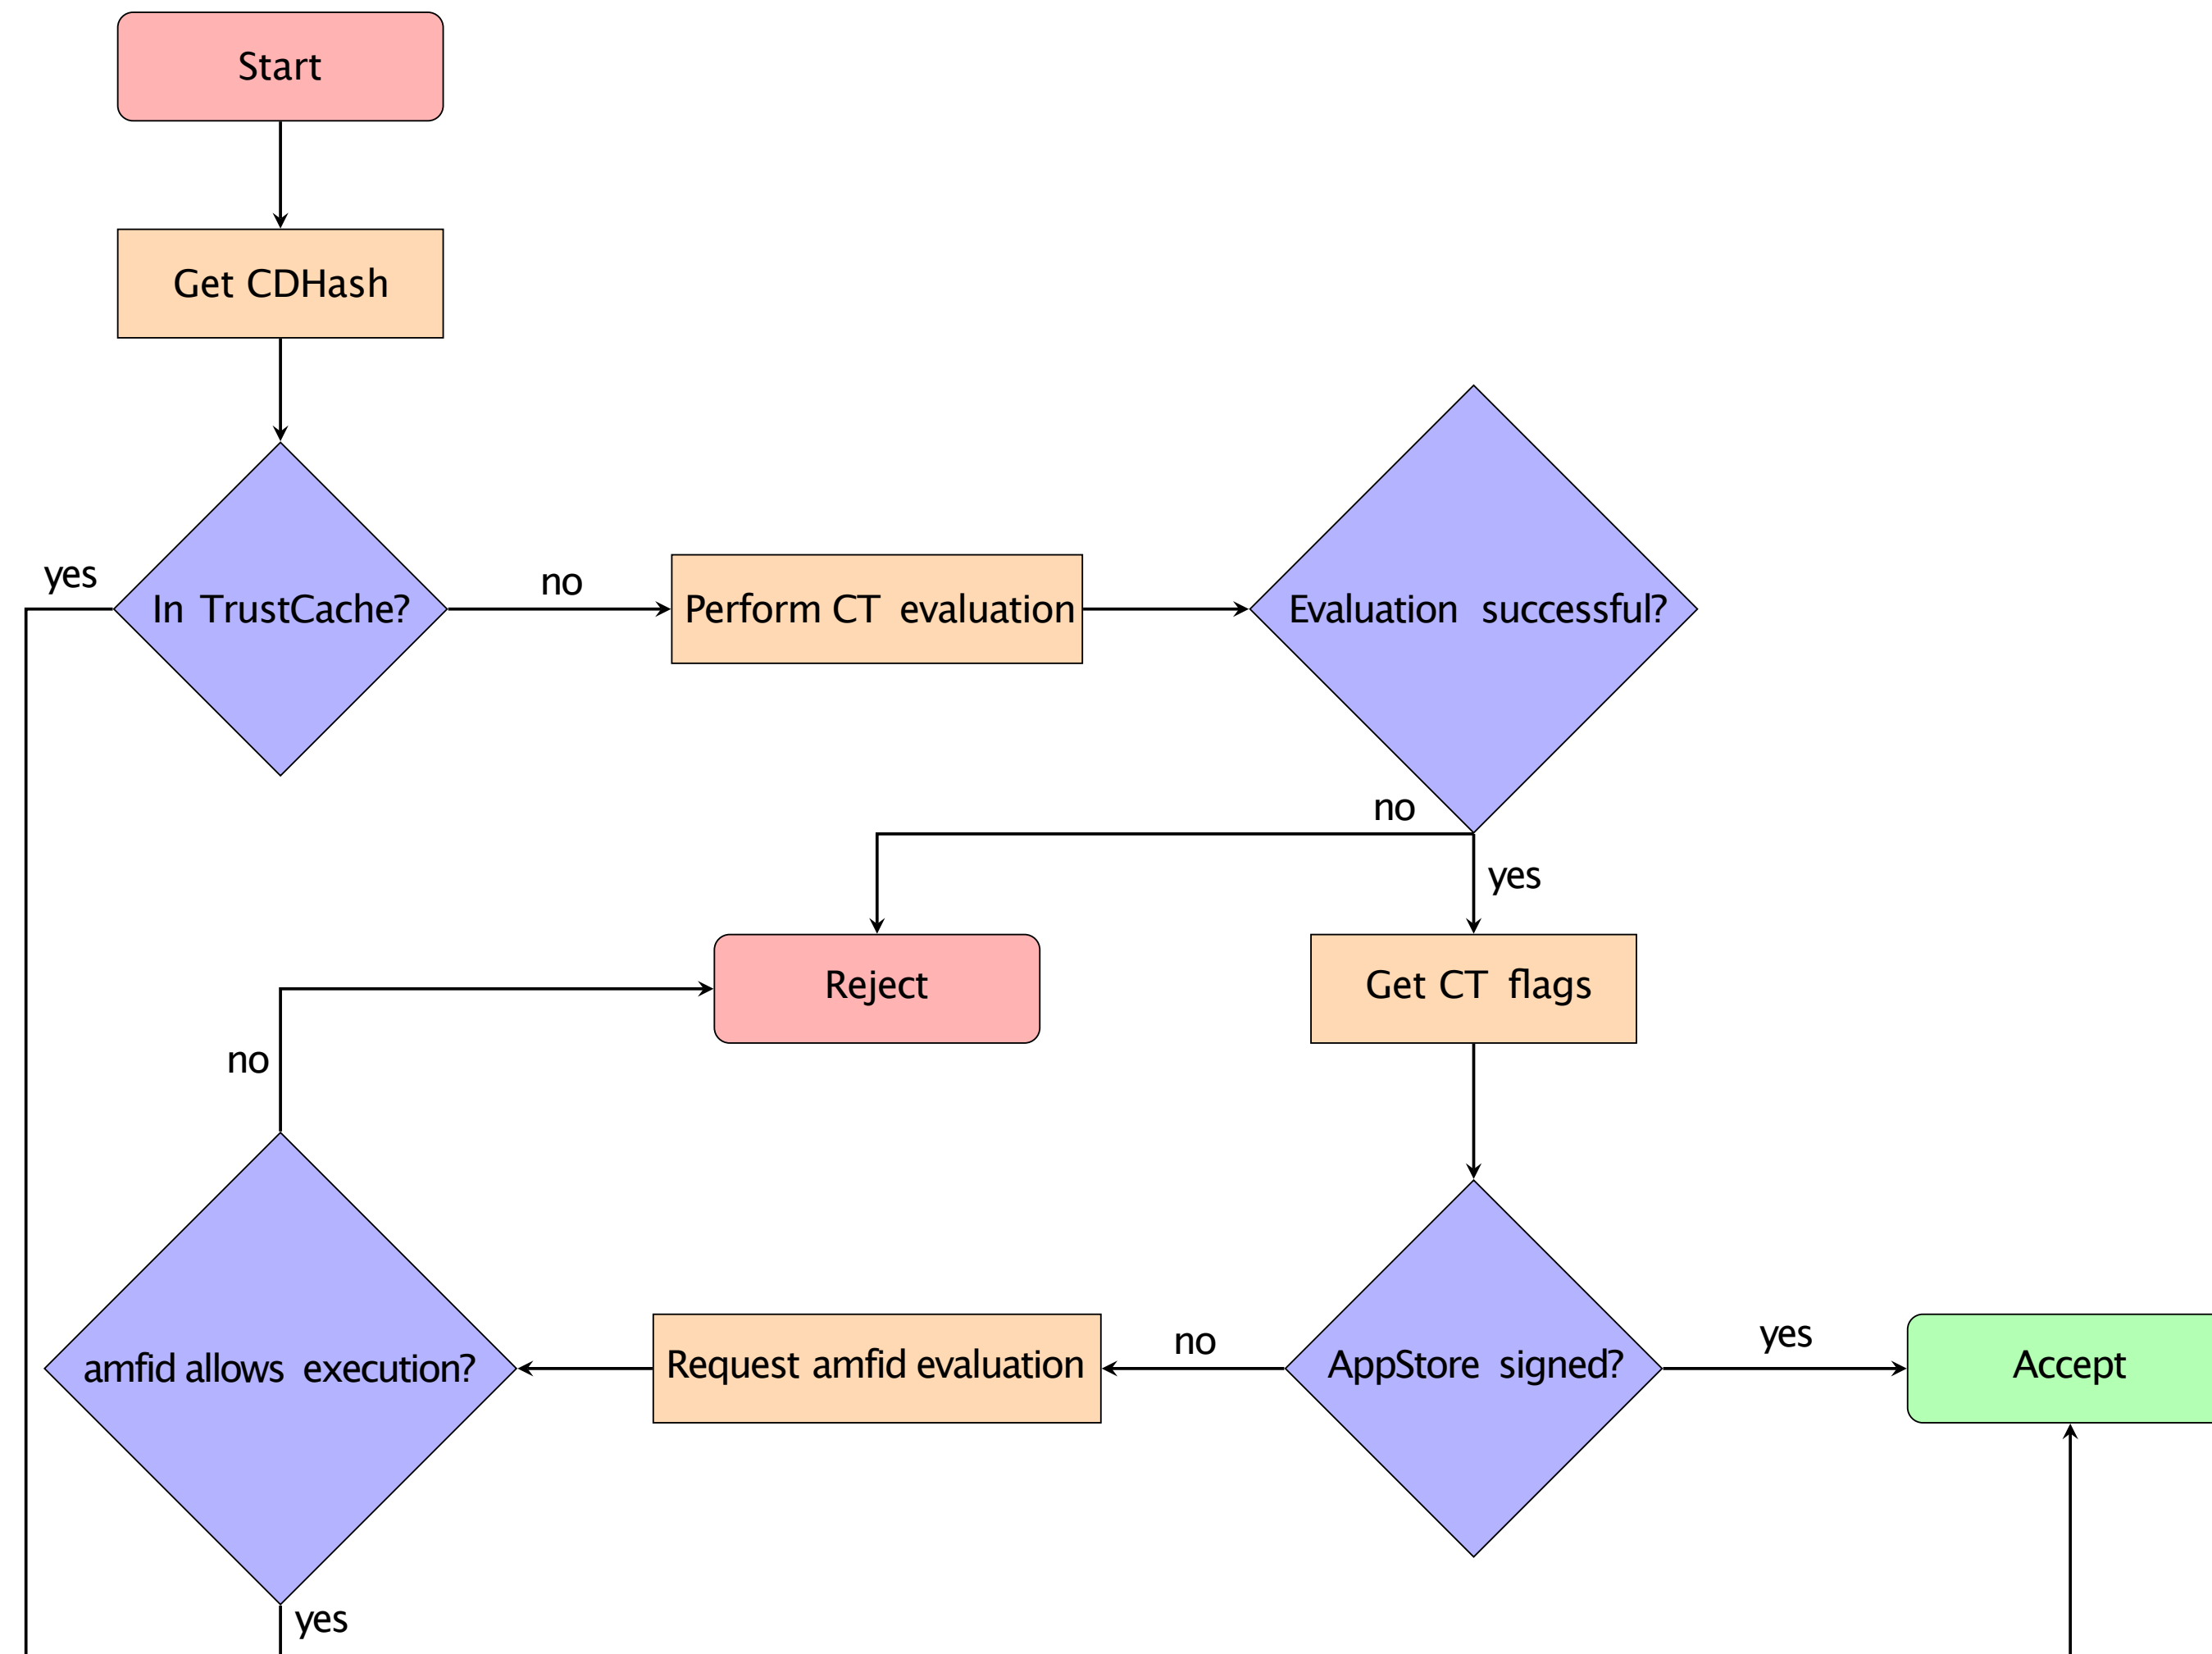 Start
Get CDHash
yes
In TrustCache?
no
Perform CT evaluation
Evaluation successful?
no
yes
Reject
Get CT flags
no
amfid allows execution?
Request amfid evaluation
no
AppStore signed?
yes
Accept
yes